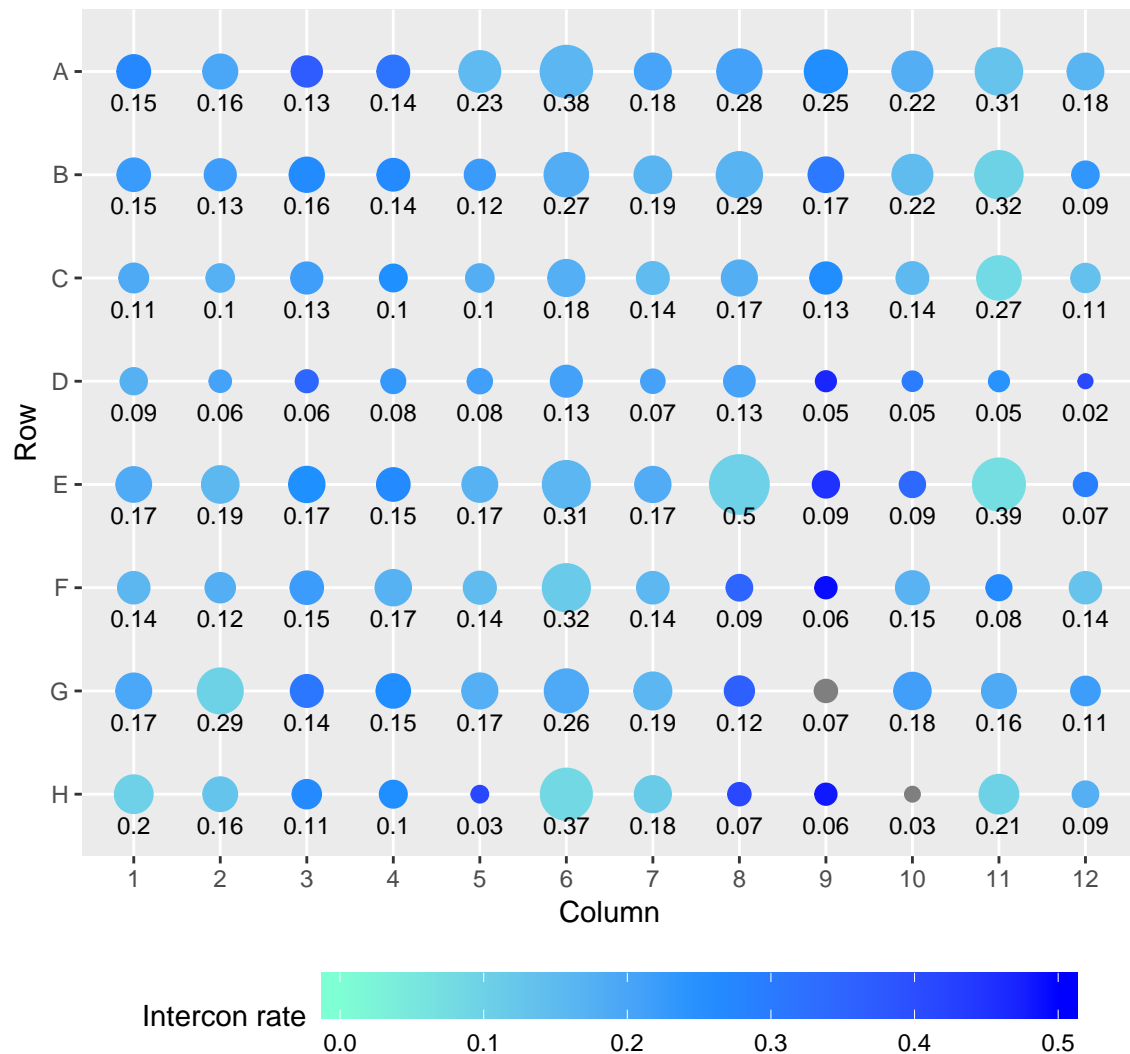 A
0.15 0.16 0.13 0.14 0.23 0.38 0.18 0.28 0.25 0.22 0.31 0.18
B
0.15 0.13 0.16 0.14 0.12 0.27 0.19 0.29 0.17 0.22 0.32 0.09
C
0.11 0.1 0.13 0.1 0.1 0.18 0.14 0.17 0.13 0.14 0.27 0.11
D
0.09 0.06 0.06 0.08 0.08 0.13 0.07 0.13 0.05 0.05 0.05 0.02
Row
E
0.17 0.19 0.17 0.15 0.17 0.31 0.17 0.5 0.09 0.09 0.39 0.07
F
0.14 0.12 0.15 0.17 0.14 0.32 0.14 0.09 0.06 0.15 0.08 0.14
G
0.17 0.29 0.14 0.15 0.17 0.26 0.19 0.12 0.07 0.18 0.16 0.11
H
0.2 0.16 0.11 0.1 0.03 0.37 0.18 0.07 0.06 0.03 0.21 0.09
1 2 3 4 5 6 7 8 9 10 11 12
Column
Intercon rate
0.0 0.1 0.2 0.3 0.4 0.5